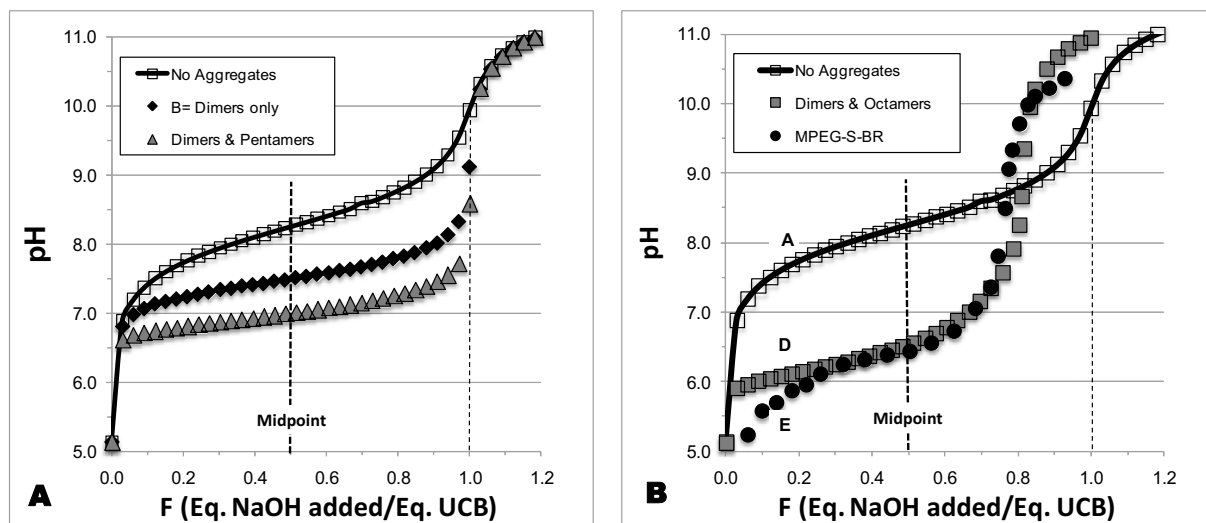 11.0
10.0
9.0
8.0
7.0
6.0
5.0
pH
No Aggregates
B= Dimers only
Dimers & Pentamers
Midpoint
0.0 0.2 0.4 0.6 0.8 1.0 1.2
A
F (Eq. NaOH added/Eq. UCB)
11.0
10.0
9.0
8.0
7.0
6.0
5.0
pH
No Aggregates
Dimers & Octamers
MPEG-S-BR
A
D
E
Midpoint
0.0 0.2 0.4 0.6 0.8 1.0 1.2
B
F (Eq. NaOH added/Eq. UCB)